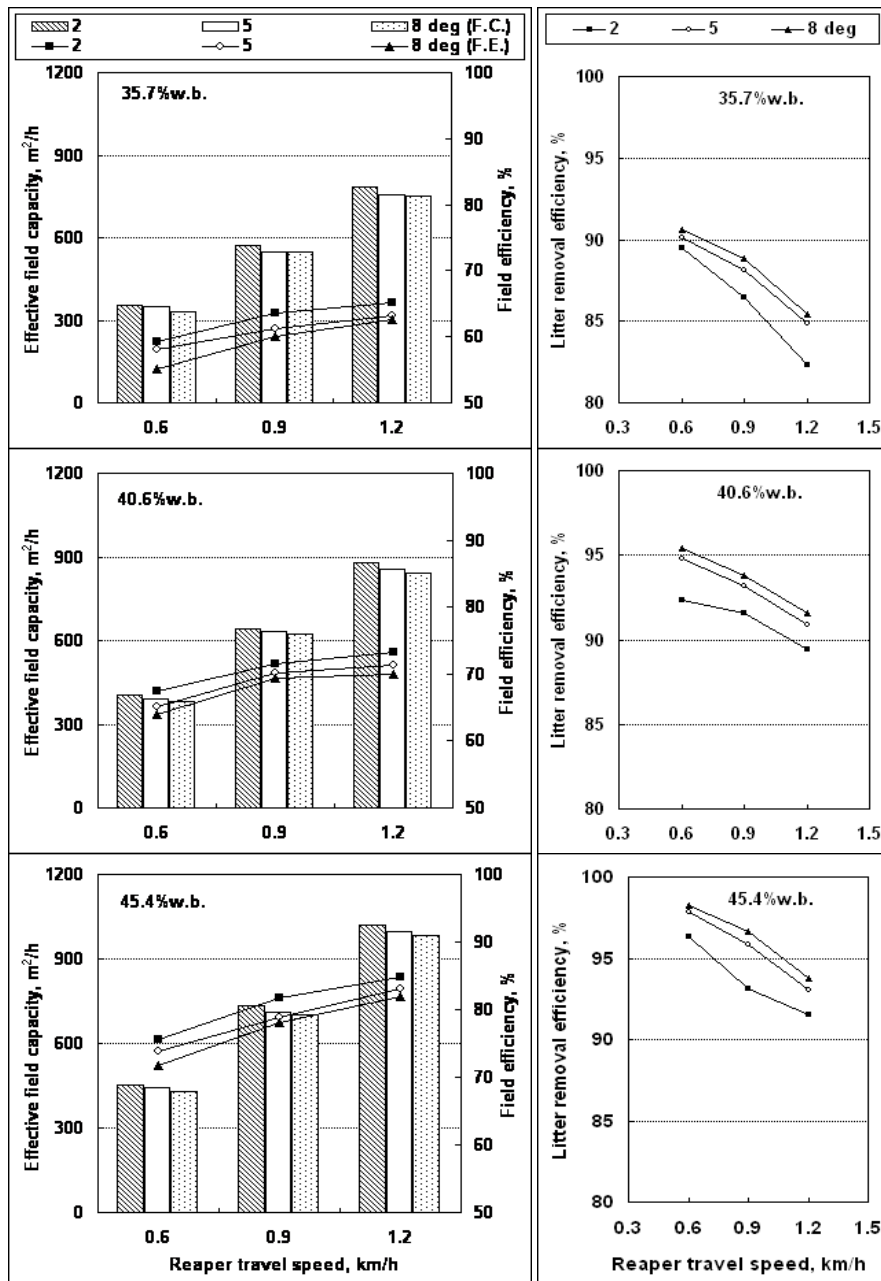 2 5 8 deg (F.C.)
2 5 8 deg (F.E.)
1200 900 600 300 0
100 90 80 70 60 50
35.7%w.b.
Effective field capacity, m²/h
Field efficiency, %
0.6 0.9 1.2
2 5 8 deg
100 95 90 85 80
35.7%w.b.
Litter removal efficiency, %
0.3 0.6 0.9 1.2 1.5
1200 900 600 300 0
100 90 80 70 60 50
40.6%w.b.
Effective field capacity, m²/h
Field efficiency, %
0.6 0.9 1.2
100 95 90 85 80
40.6%w.b.
Litter removal efficiency, %
0.3 0.6 0.9 1.2 1.5
1200 900 600 300 0
100 90 80 70 60 50
45.4%w.b.
Effective field capacity, m²/h
Field efficiency, %
0.6 0.9 1.2
Reaper travel speed, km/h
100 95 90 85 80
45.4%w.b.
Litter removal efficiency, %
0.3 0.6 0.9 1.2 1.5
Reaper travel speed, km/h